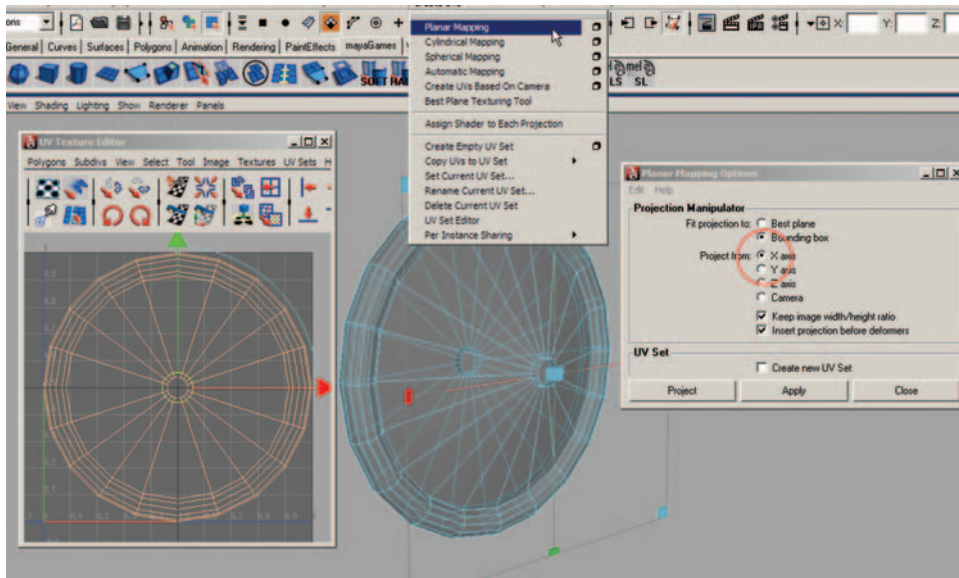 ons
X:
Y:
Z:
General Curves Surfaces Polygons Animation Rendering PaintEffects mayaGames
SOFT HA
mel mel
LS SL
View Shading Lighting Show Renderer Panels
Planar Mapping
Cylindrical Mapping
Spherical Mapping
Automatic Mapping
Create UVs Based On Camera
Best Plane Texturing Tool
Assign Shader to Each Projection
Create Empty UV Set
Copy UVs to UV Set
Set Current UV Set...
Rename Current UV Set...
Delete Current UV Set
UV Set Editor
Per Instance Sharing
UV Texture Editor
Polygons Subdivs View Select Tool Image Textures UV Sets H
Planar Mapping Options
Edit Help
Projection Manipulator
Fit projection to: Best plane
Bounding box
Project from: X axis
Y axis
Z axis
Camera
Keep image width/height ratio
Insert projection before deformers
UV Set
Create new UV Set
Project Apply Close